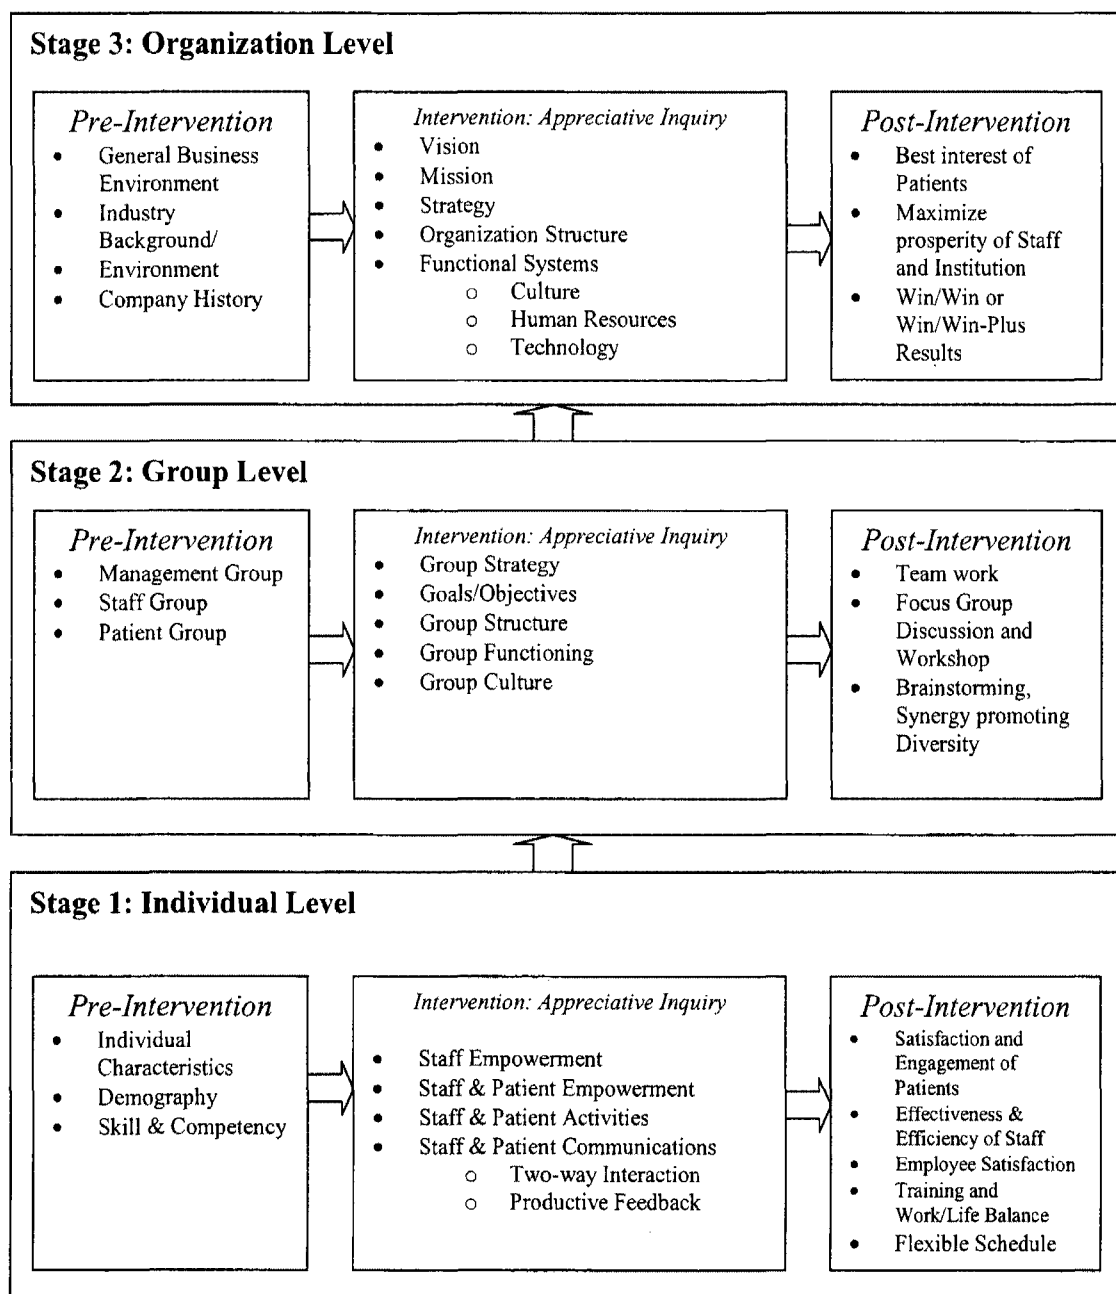 Stage 3: Organization Level
Pre-Intervention
• General Business
Environment
• Industry
Background/
• Environment
• Company History
Intervention: Appreciative Inquiry
• Vision
• Mission
• Strategy
• Organization Structure
• Functional Systems
o Culture
o Human Resources
o Technology
Post-Intervention
• Best interest of
Patients
• Maximize
prosperity of Staff
and Institution
• Win/Win or
Win/Win-Plus
Results
Stage 2: Group Level
Pre-Intervention
• Management Group
• Staff Group
• Patient Group
Intervention: Appreciative Inquiry
• Group Strategy
• Goals/Objectives
• Group Structure
• Group Functioning
• Group Culture
Post-Intervention
• Team work
• Focus Group
Discussion and
Workshop
• Brainstorming,
Synergy promoting
Diversity
Stage 1: Individual Level
Pre-Intervention
• Individual
Characteristics
• Demography
• Skill & Competency
Intervention: Appreciative Inquiry
• Staff Empowerment
• Staff & Patient Empowerment
• Staff & Patient Activities
• Staff & Patient Communications
o Two-way Interaction
o Productive Feedback
Post-Intervention
• Satisfaction and
Engagement of
Patients
• Effectiveness &
Efficiency of Staff
• Employee Satisfaction
• Training and
Work/Life Balance
• Flexible Schedule